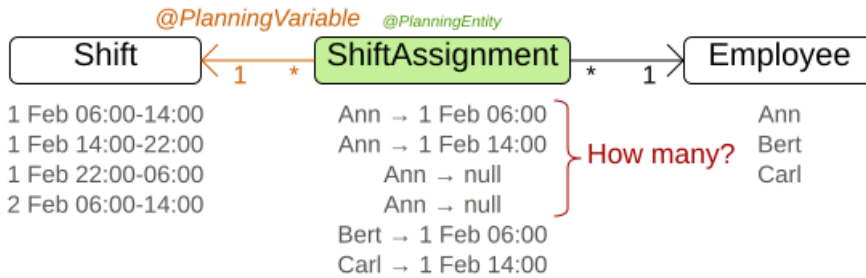 @PlanningVariable @PlanningEntity
Shift ShiftAssignment Employee
1 * * 1
1 Feb 06:00-14:00 Ann → 1 Feb 06:00 Ann
1 Feb 14:00-22:00 Ann → 1 Feb 14:00 How many? Bert
1 Feb 22:00-06:00 Ann → null Carl
2 Feb 06:00-14:00 Ann → null
Bert → 1 Feb 06:00
Carl → 1 Feb 14:00